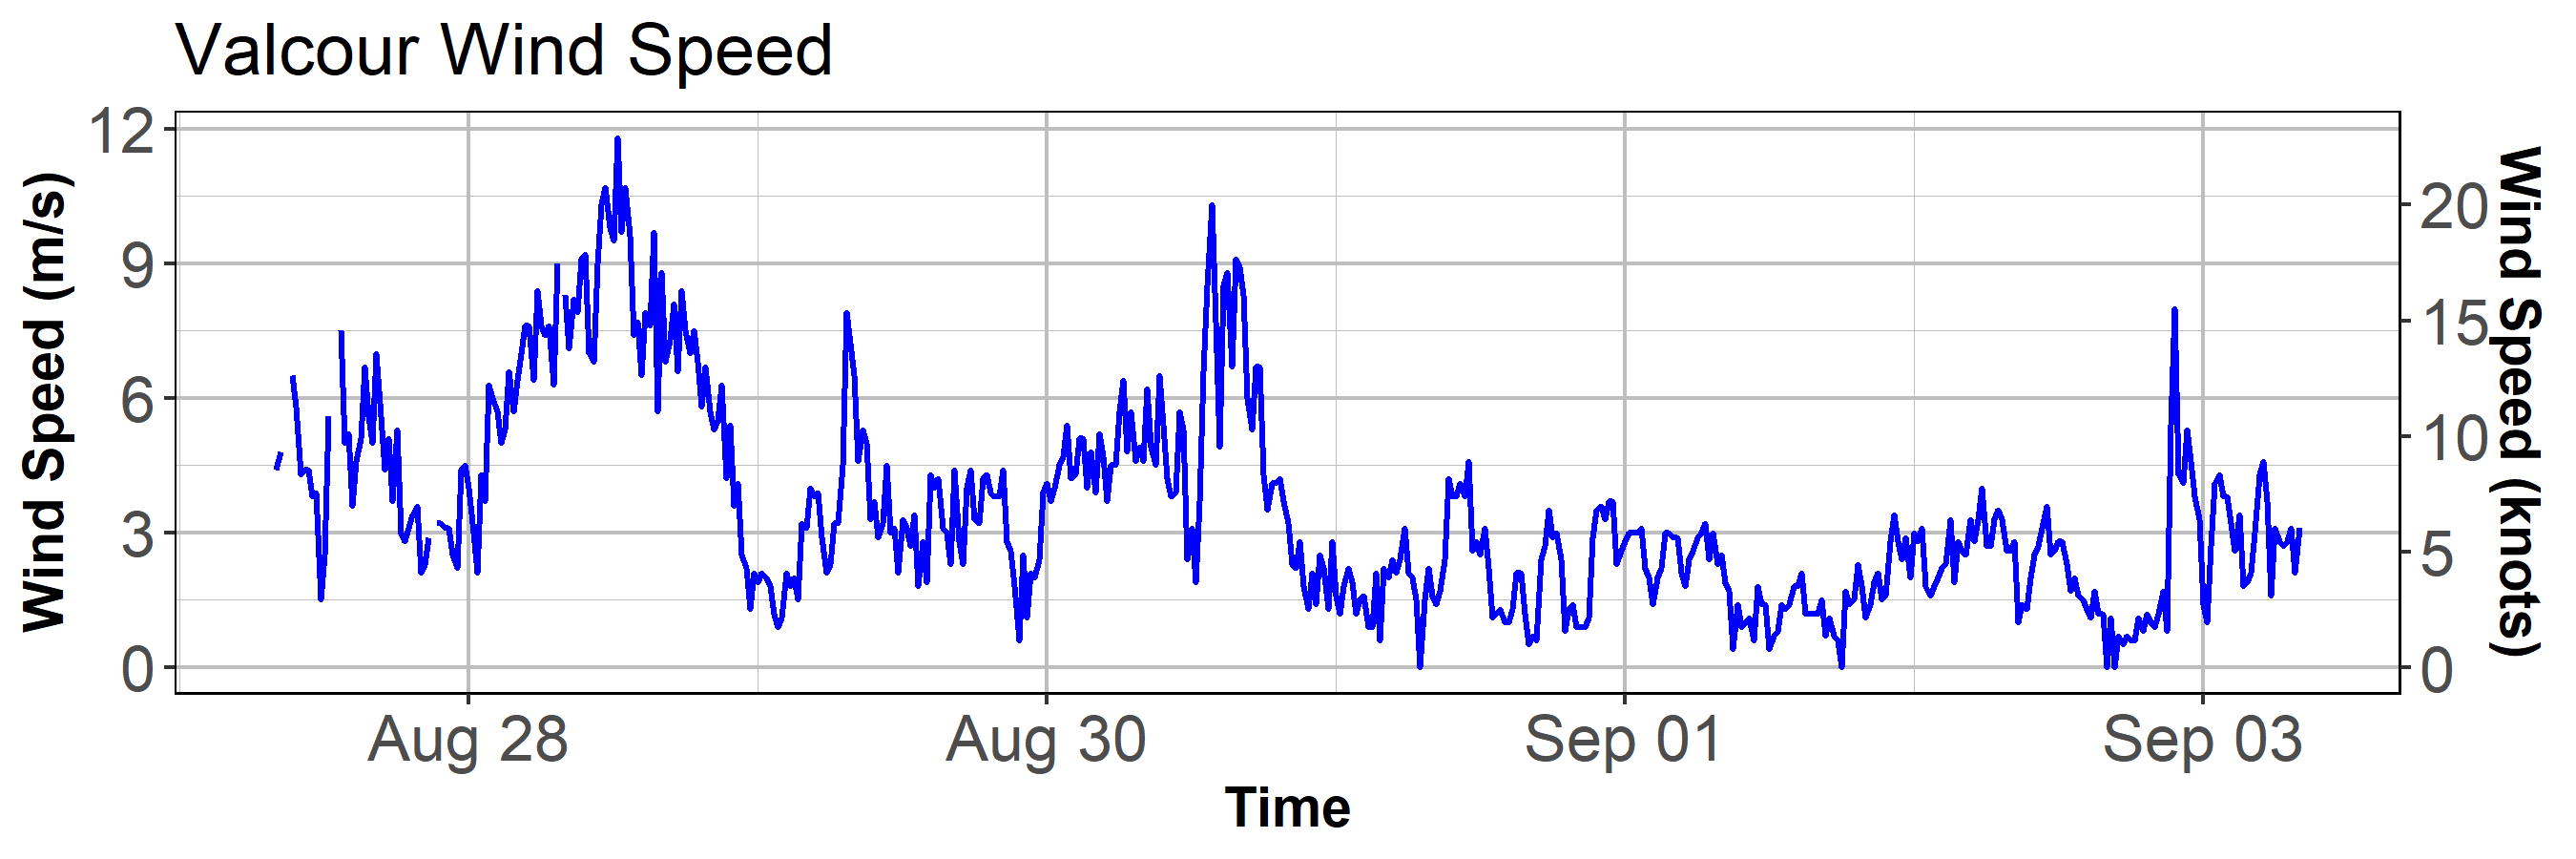 Valcour Wind Speed
Wind Speed (m/s)
12
9
6
3
0
20
15
10
5
0
Wind Speed (knots)
Aug 28
Aug 30
Sep 01
Sep 03
Time